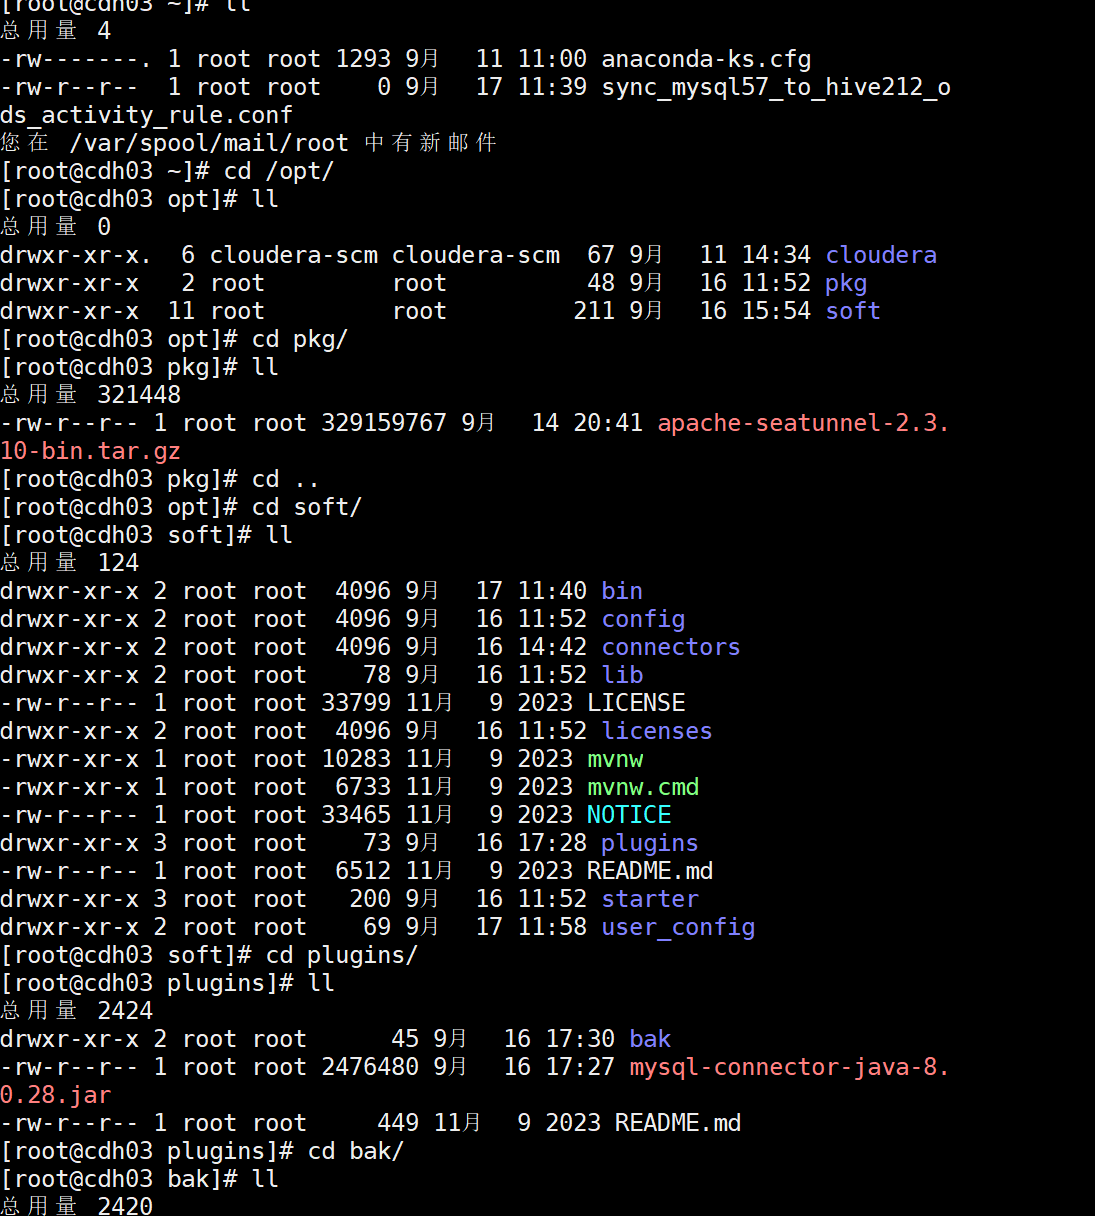 [root@cdh03 ~]# ll
总用量 4
-rw-------. 1 root root 1293 9月  11 11:00 anaconda-ks.cfg
-rw-r--r--  1 root root    0 9月  17 11:39 sync_mysql57_to_hive212_o
ds_activity_rule.conf
您在 /var/spool/mail/root 中有新邮件
[root@cdh03 ~]# cd /opt/
[root@cdh03 opt]# ll
总用量 0
drwxr-xr-x.  6 cloudera-scm cloudera-scm  67 9月  11 14:34 cloudera
drwxr-xr-x   2 root         root          48 9月  16 11:52 pkg
drwxr-xr-x  11 root         root         211 9月  16 15:54 soft
[root@cdh03 opt]# cd pkg/
[root@cdh03 pkg]# ll
总用量 321448
-rw-r--r-- 1 root root 329159767 9月  14 20:41 apache-seatunnel-2.3.
10-bin.tar.gz
[root@cdh03 pkg]# cd ..
[root@cdh03 opt]# cd soft/
[root@cdh03 soft]# ll
总用量 124
drwxr-xr-x 2 root root  4096 9月  17 11:40 bin
drwxr-xr-x 2 root root  4096 9月  16 11:52 config
drwxr-xr-x 2 root root  4096 9月  16 14:42 connectors
drwxr-xr-x 2 root root    78 9月  16 11:52 lib
-rw-r--r-- 1 root root 33799 11月  9 2023 LICENSE
drwxr-xr-x 2 root root  4096 9月  16 11:52 licenses
-rwxr-xr-x 1 root root 10283 11月  9 2023 mvnw
-rwxr-xr-x 1 root root  6733 11月  9 2023 mvnw.cmd
-rw-r--r-- 1 root root 33465 11月  9 2023 NOTICE
drwxr-xr-x 3 root root    73 9月  16 17:28 plugins
-rw-r--r-- 1 root root  6512 11月  9 2023 README.md
drwxr-xr-x 3 root root   200 9月  16 11:52 starter
drwxr-xr-x 2 root root    69 9月  17 11:58 user_config
[root@cdh03 soft]# cd plugins/
[root@cdh03 plugins]# ll
总用量 2424
drwxr-xr-x 2 root root      45 9月  16 17:30 bak
-rw-r--r-- 1 root root 2476480 9月  16 17:27 mysql-connector-java-8.
0.28.jar
-rw-r--r-- 1 root root     449 11月  9 2023 README.md
[root@cdh03 plugins]# cd bak/
[root@cdh03 bak]# ll
总用量 2420